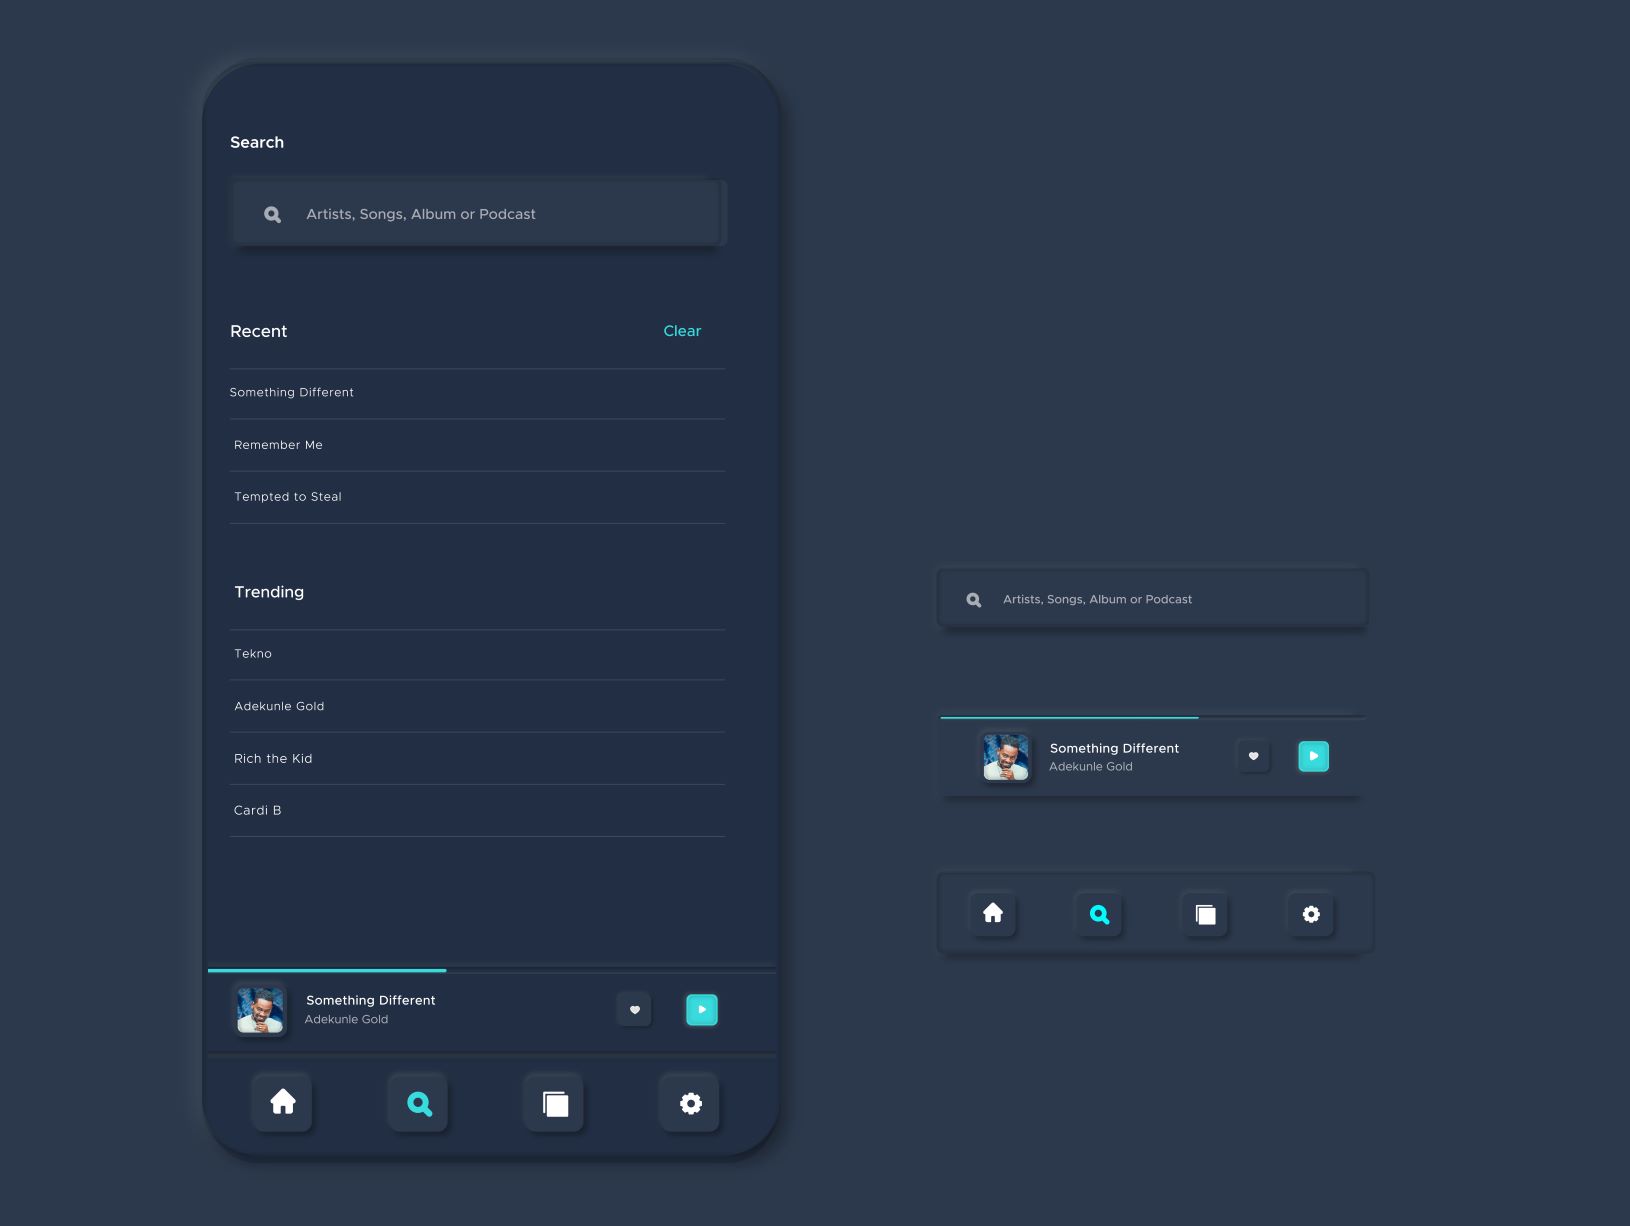 Search
Artists, Songs, Album or Podcast
Recent
Clear
Something Different
Remember Me
Tempted to Steal
Trending
Tekno
Adekunle Gold
Rich the Kid
Cardi B
Something Different
Adekunle Gold
Artists, Songs, Album or Podcast
Something Different
Adekunle Gold